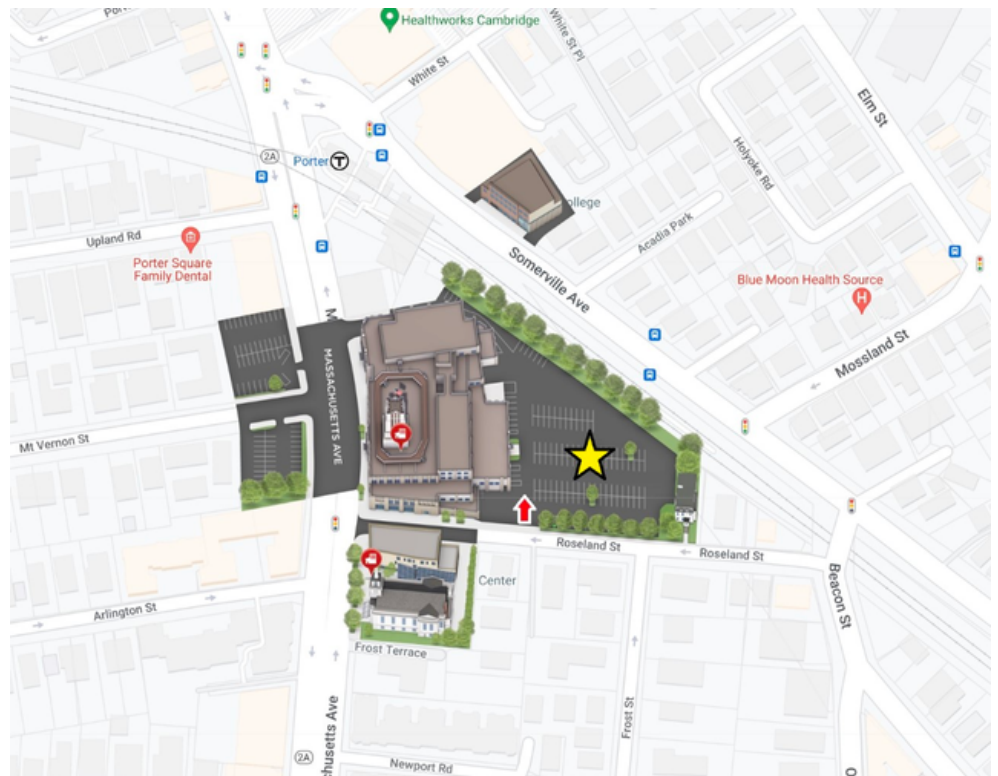 Healthworks Cambridge
White St Pl
White St
Elm St
2A
Porter
T
Holyoke Rd
ollege
Upland Rd
Acadia Park
Porter Square
Family Dental
Somerville Ave
Blue Moon Health Source
H
M
Mossland St
MASSACHUSETTS AVE
Mt Vernon St
Roseland St
Roseland St
Center
Beacon St
Arlington St
Frost Terrace
Frost St
2A
chusetts Ave
Newport Rd